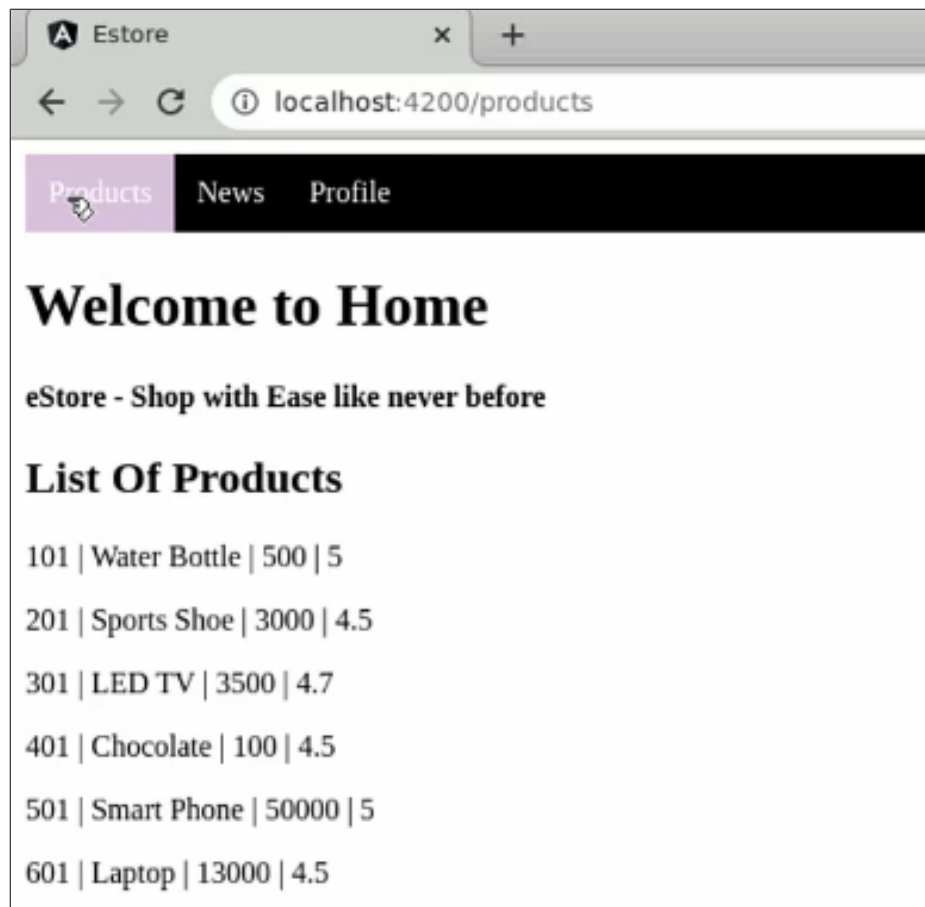 Estore
localhost:4200/products
Products News Profile
Welcome to Home
eStore - Shop with Ease like never before
List Of Products
101 | Water Bottle | 500 | 5
201 | Sports Shoe | 3000 | 4.5
301 | LED TV | 3500 | 4.7
401 | Chocolate | 100 | 4.5
501 | Smart Phone | 50000 | 5
601 | Laptop | 13000 | 4.5